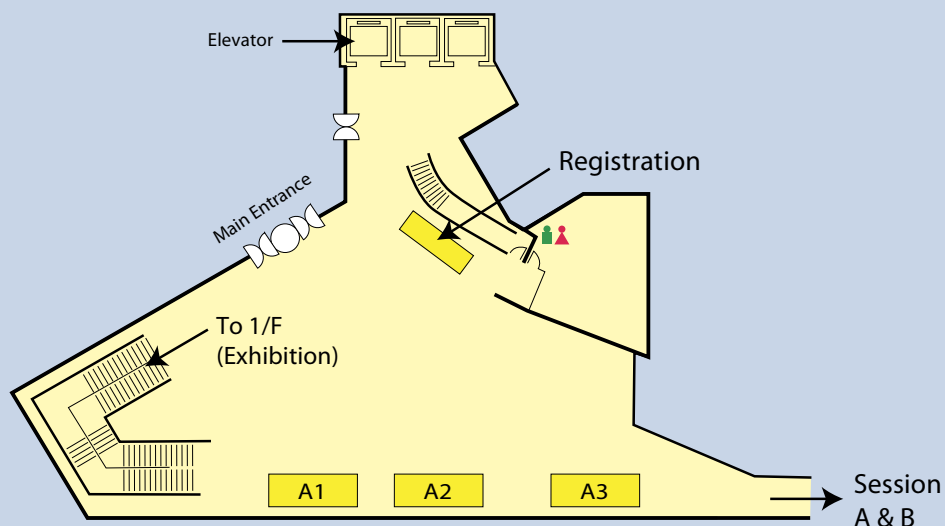 Elevator
Registration
Main Entrance
To 1/F
(Exhibition)
A1
A2
A3
Session
A & B